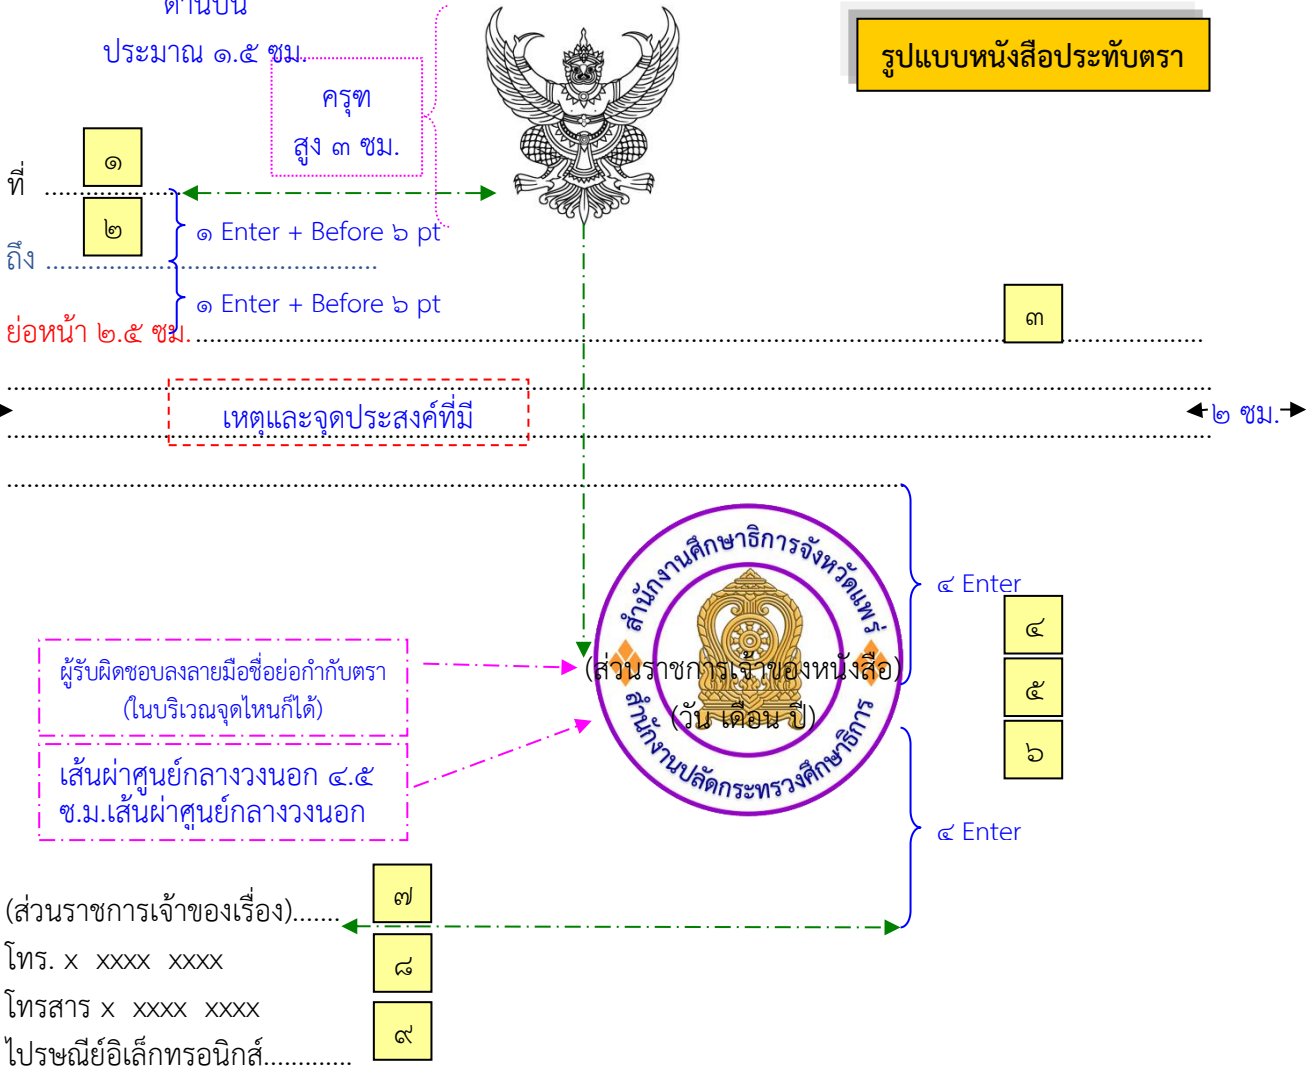 ด้านบน
ประมาณ ๑.๕ ซม.
รูปแบบหนังสือประทับตรา
ครุฑ
สูง ๓ ซม.
๑
ที่ ................
๒
๑ Enter + Before ๖ pt
ถึง ..........................................
๑ Enter + Before ๖ pt
๓
ย่อหน้า ๒.๕ ซม. ................................................................
เหตุและจุดประสงค์ที่มี
๒ ซม.
สำนักงานศึกษาธิการจังหวัดแพร่
๔ Enter
๔
ผู้รับผิดชอบลงลายมือชื่อย่อกำกับตรา
(ในบริเวณจุดไหนก็ได้)
(ส่วนราชการเจ้าของหนังสือ)
๕
(วัน เดือน ปี)
๖
สำนักงานปลัดกระทรวงศึกษาธิการ
เส้นผ่าศูนย์กลางวงนอก ๔.๕
ซ.ม.เส้นผ่าศูนย์กลางวงนอก
๔ Enter
๗
(ส่วนราชการเจ้าของเรื่อง).......
โทร. x xxxx xxxx
๘
โทรสาร x xxxx xxxx
๙
ไปรษณีย์อิเล็กทรอนิกส์.............